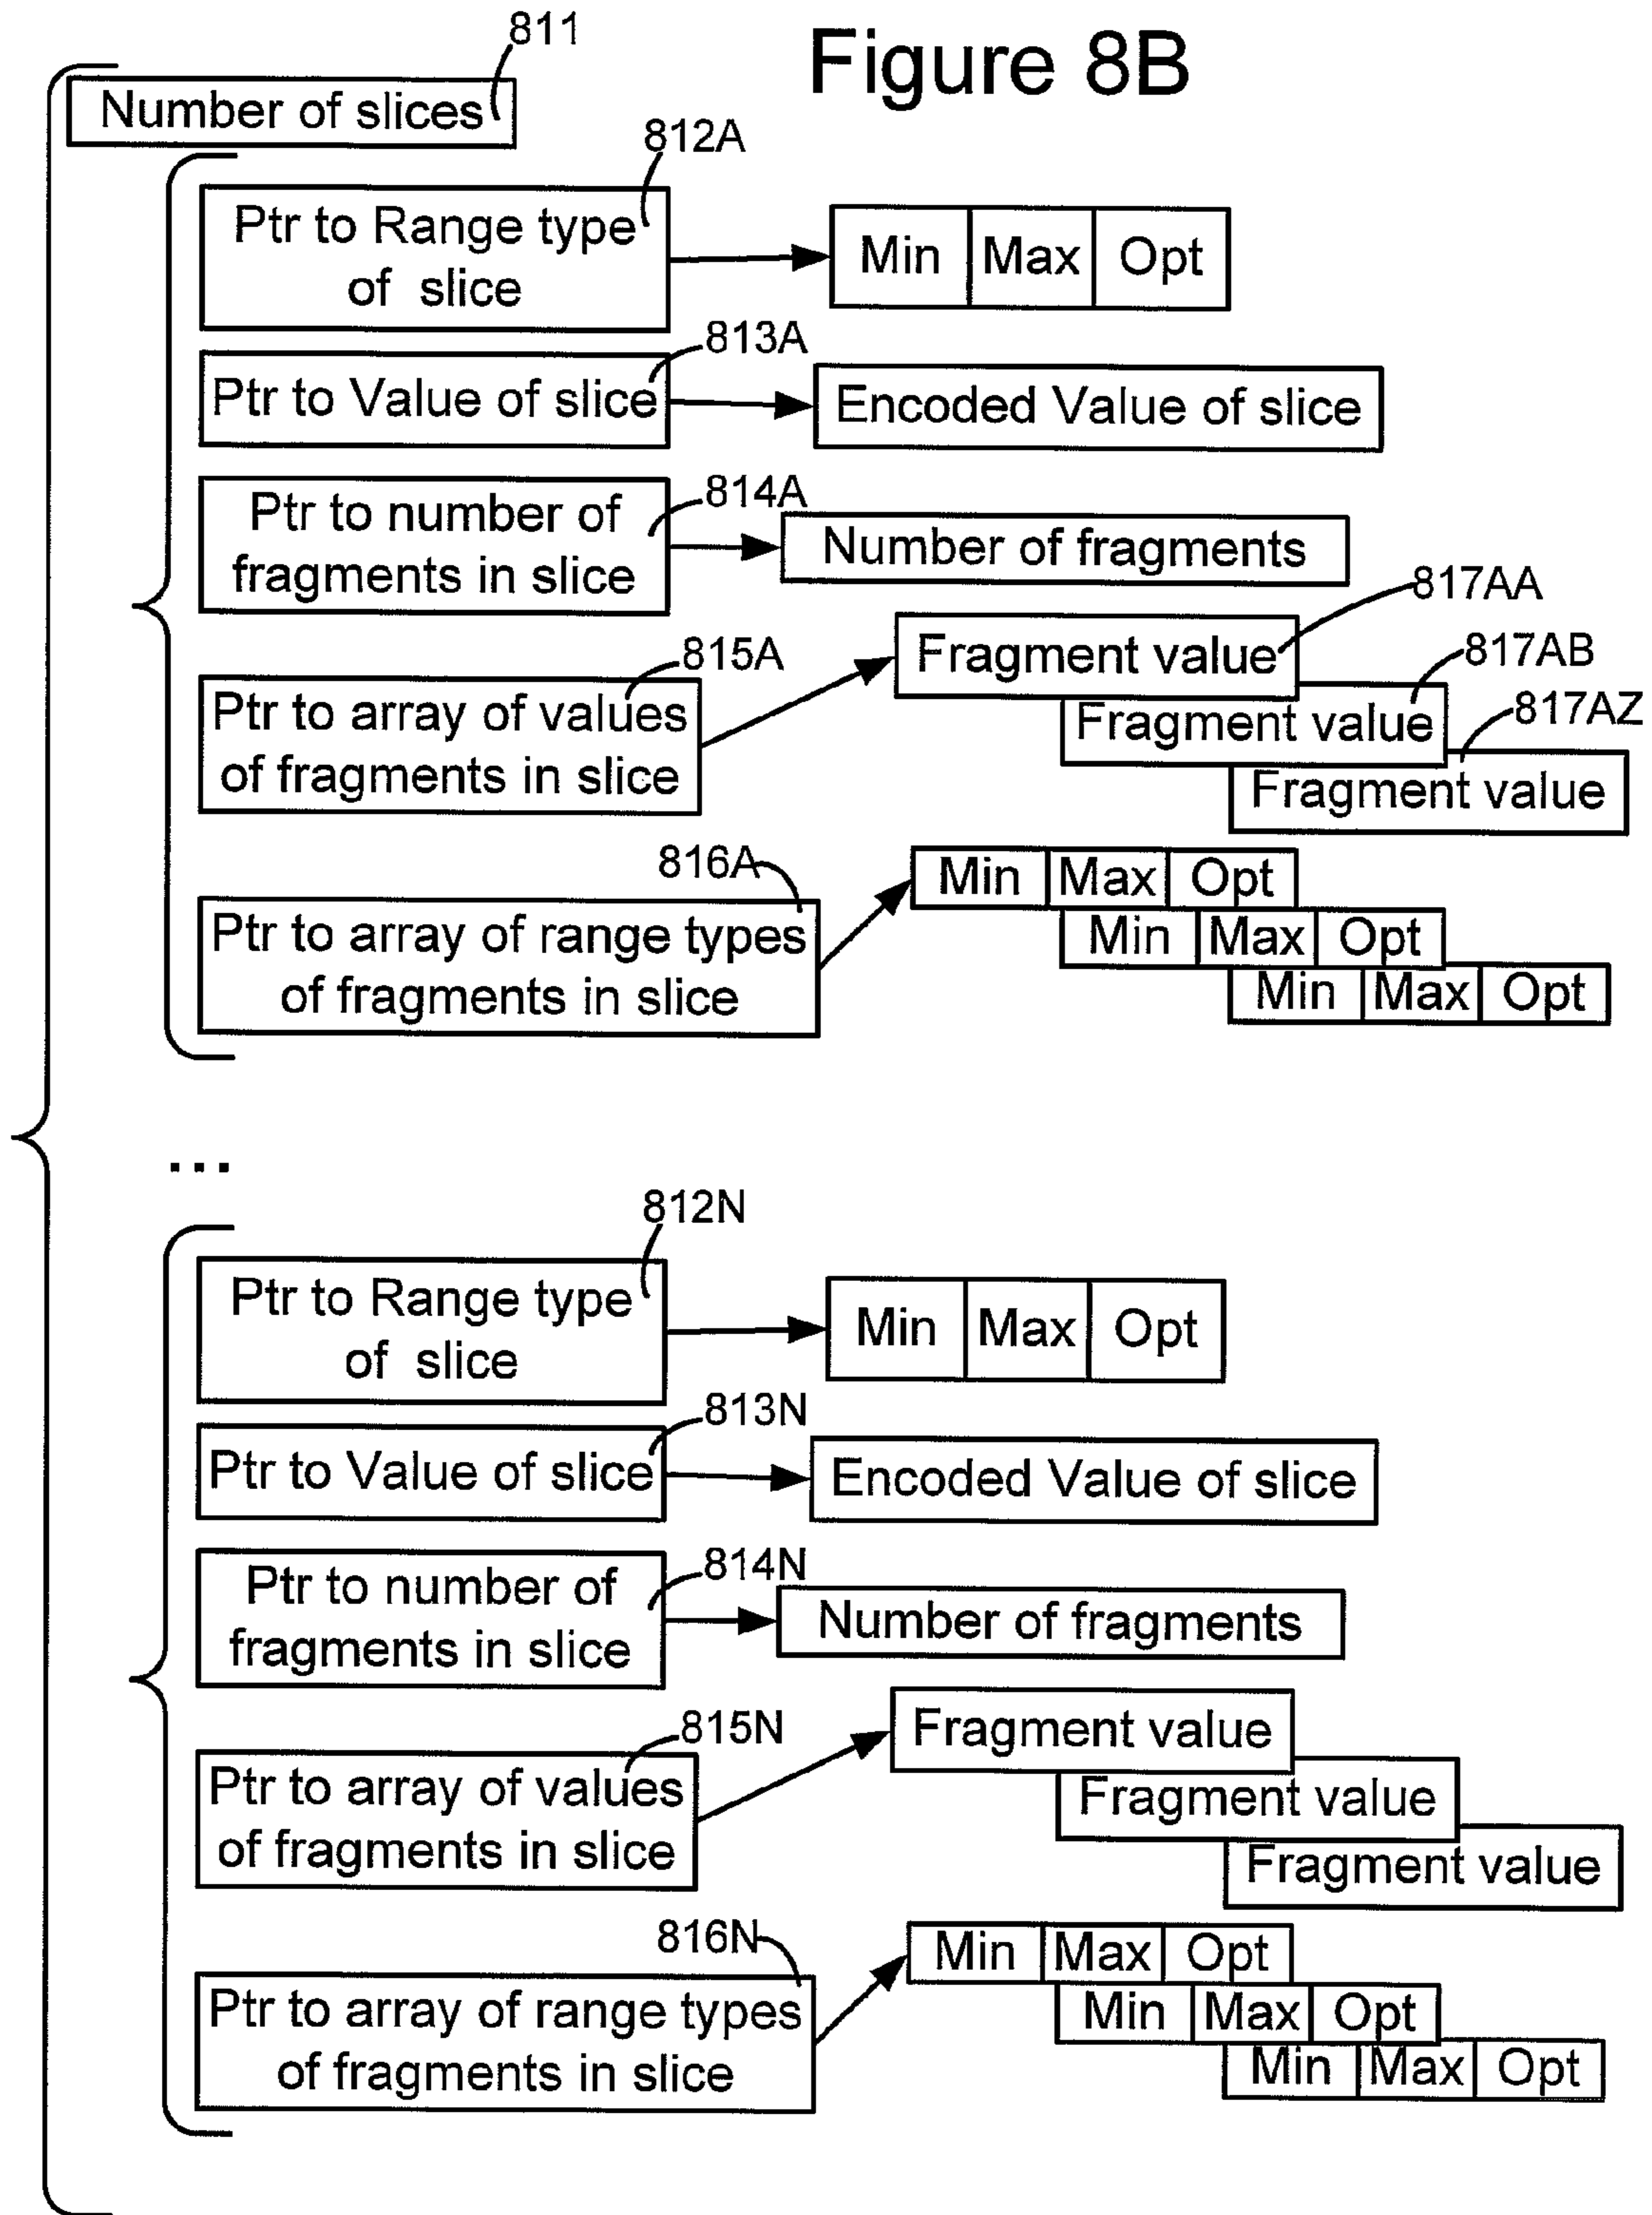 Figure 8B
811
Number of slices
812A
Ptr to Range type
of slice
Min Max Opt
813A
Ptr to Value of slice
Encoded Value of slice
814A
Ptr to number of
fragments in slice
Number of fragments
817AA
Fragment value
815A
817AB
Ptr to array of values
of fragments in slice
Fragment value
817AZ
Fragment value
816A
Ptr to array of range types
of fragments in slice
Min Max Opt
Min Max Opt
Min Max Opt
...
812N
Ptr to Range type
of slice
Min Max Opt
813N
Ptr to Value of slice
Encoded Value of slice
814N
Ptr to number of
fragments in slice
Number of fragments
815N
Ptr to array of values
of fragments in slice
Fragment value
Fragment value
Fragment value
816N
Ptr to array of range types
of fragments in slice
Min Max Opt
Min Max Opt
Min Max Opt